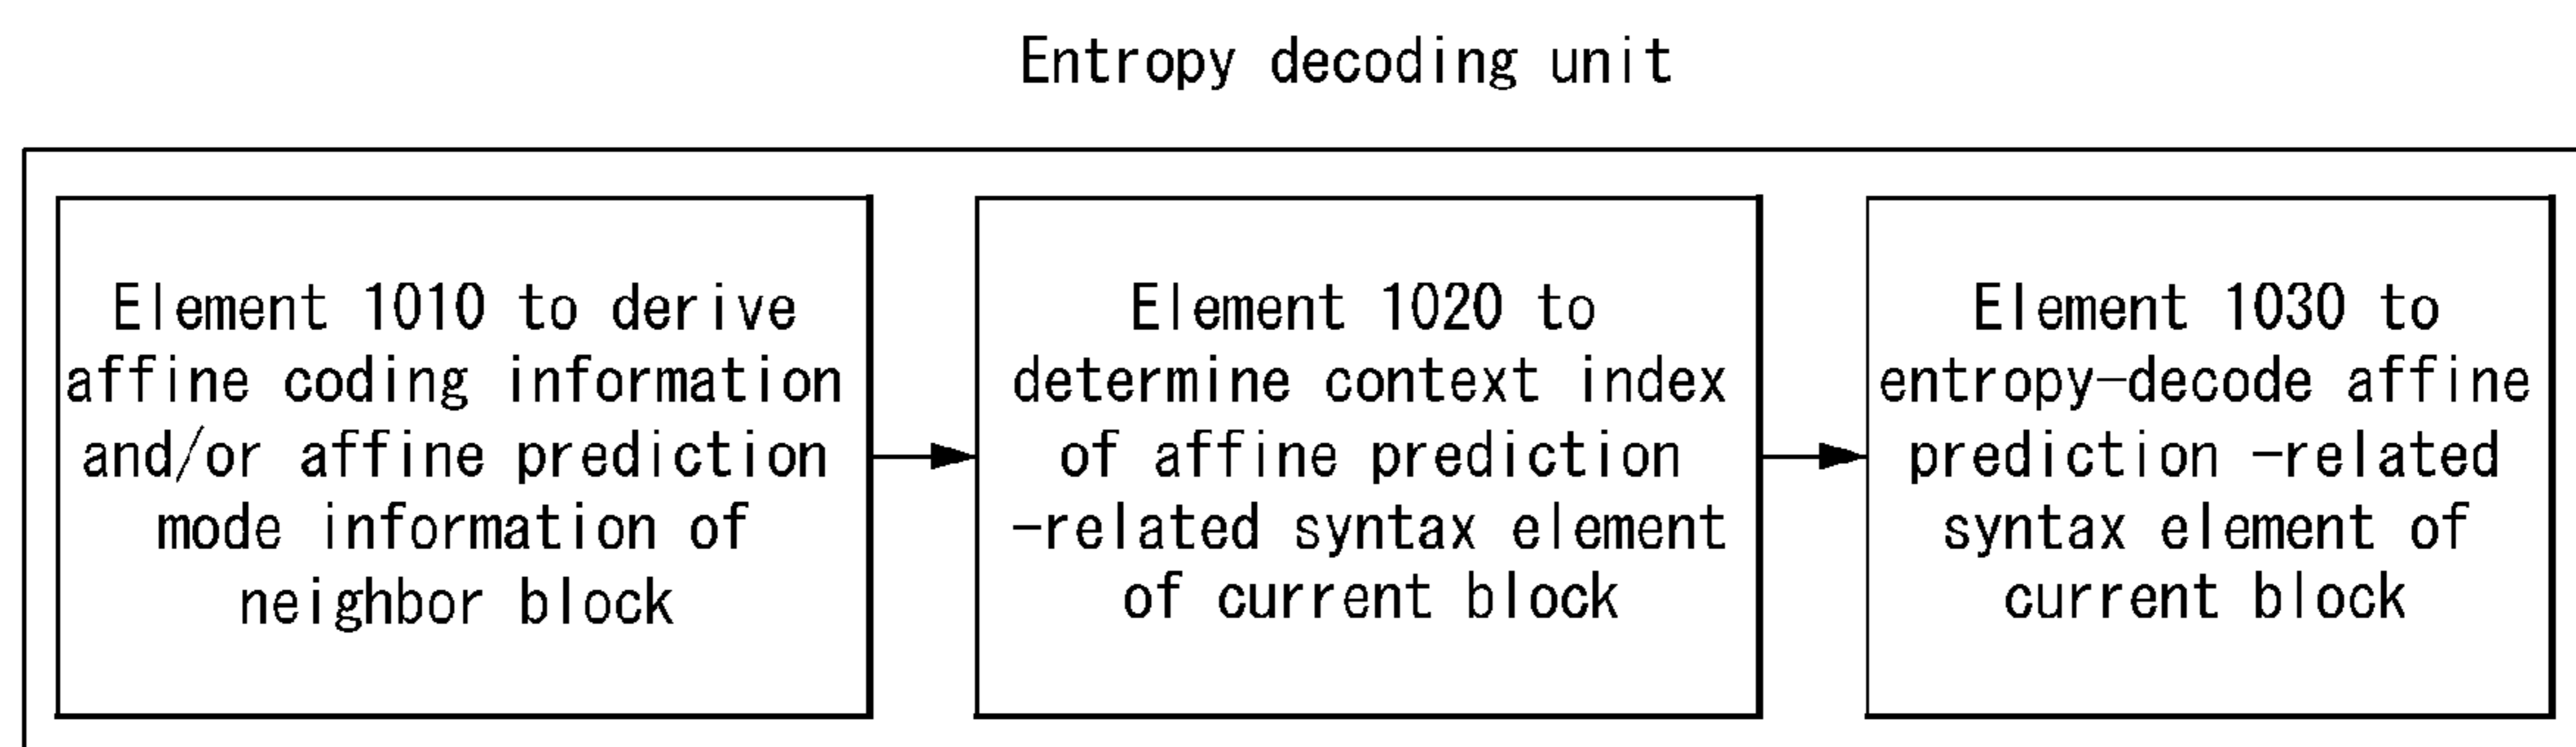 Entropy decoding unit
Element 1010 to derive
affine coding information
and/or affine prediction
mode information of
neighbor block
Element 1020 to
determine context index
of affine prediction
-related syntax element
of current block
Element 1030 to
entropy-decode affine
prediction -related
syntax element of
current block